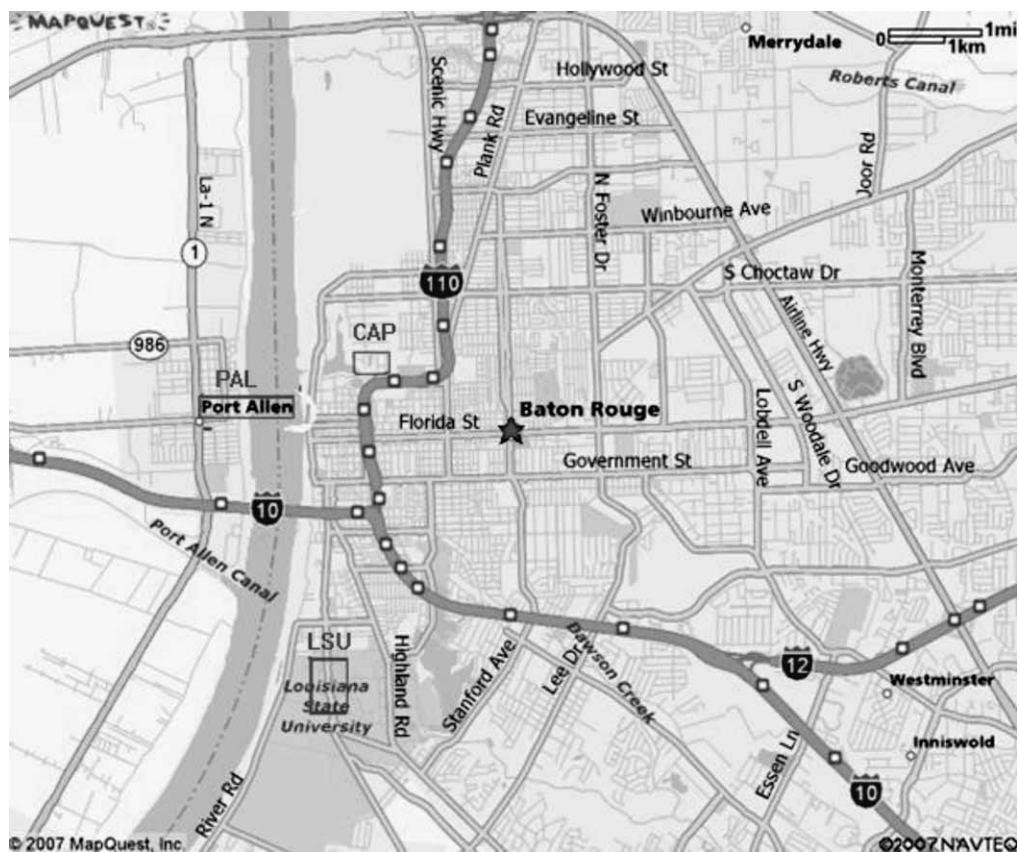 MAPQUEST
0 1mi
1km
Merrydale
Hollywood St
Roberts Canal
Scenic Hwy
Plank Rd
Evangeline St
Joor Rd
La-1 N
N Foster Dr
Winbourne Ave
1
S Choctaw Dr
Monterrey Blvd
110
Airline Hwy
CAP
986
PAL
Port Allen
Baton Rouge
Florida St
Lobdell Ave
S Woodale Dr
Government St
Goodwood Ave
10
Port Allen Canal
LSU
Highland Rd
Dawson Creek
Stanford Ave
Lee Dr
12
Louisiana
State
University
Westminster
Essen Ln
Inniswold
River Rd
10
© 2007 MapQuest, Inc.
©2007 NAVTEQ